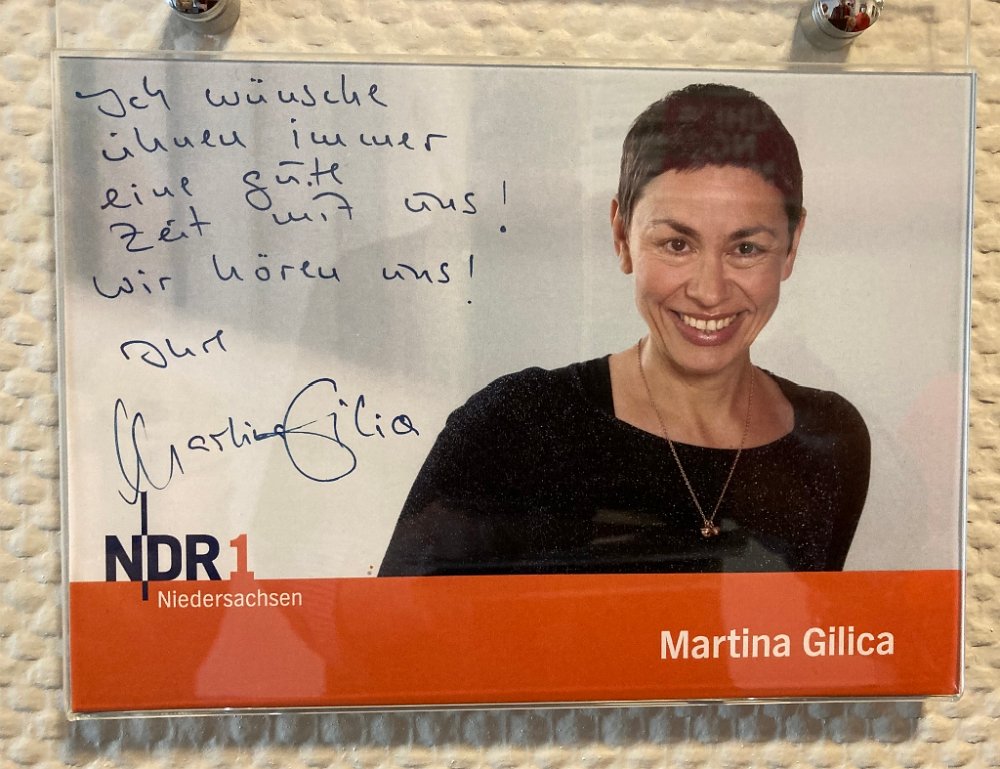 Ich wünsche
ihnen immer
eine gute
Zeit mit uns!
wir hören uns!
Ihre
Martina Gilica
NDR 1
Niedersachsen
Martina Gilica